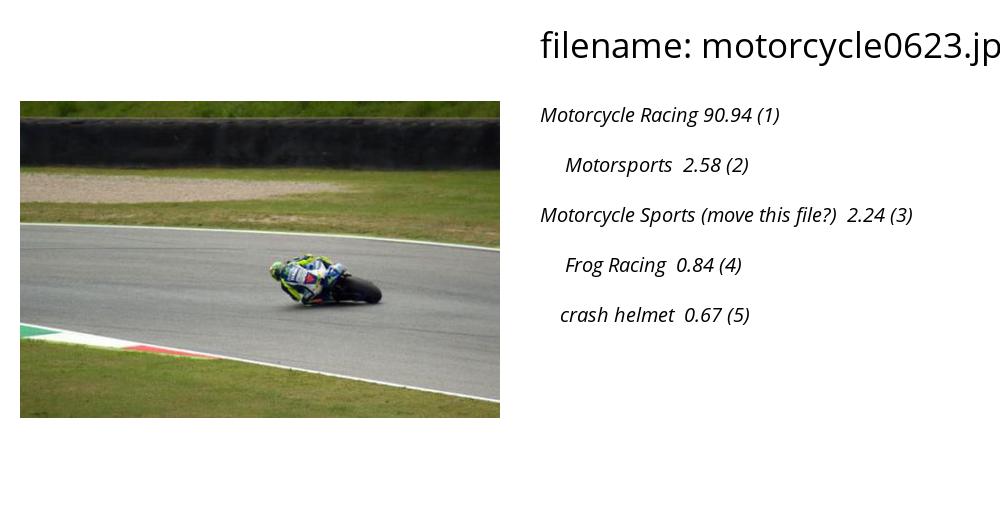 filename: motorcycle0623.jp
Motorcycle Racing 90.94 (1)
Motorsports 2.58 (2)
Motorcycle Sports (move this file?) 2.24 (3)
Frog Racing 0.84 (4)
crash helmet 0.67 (5)